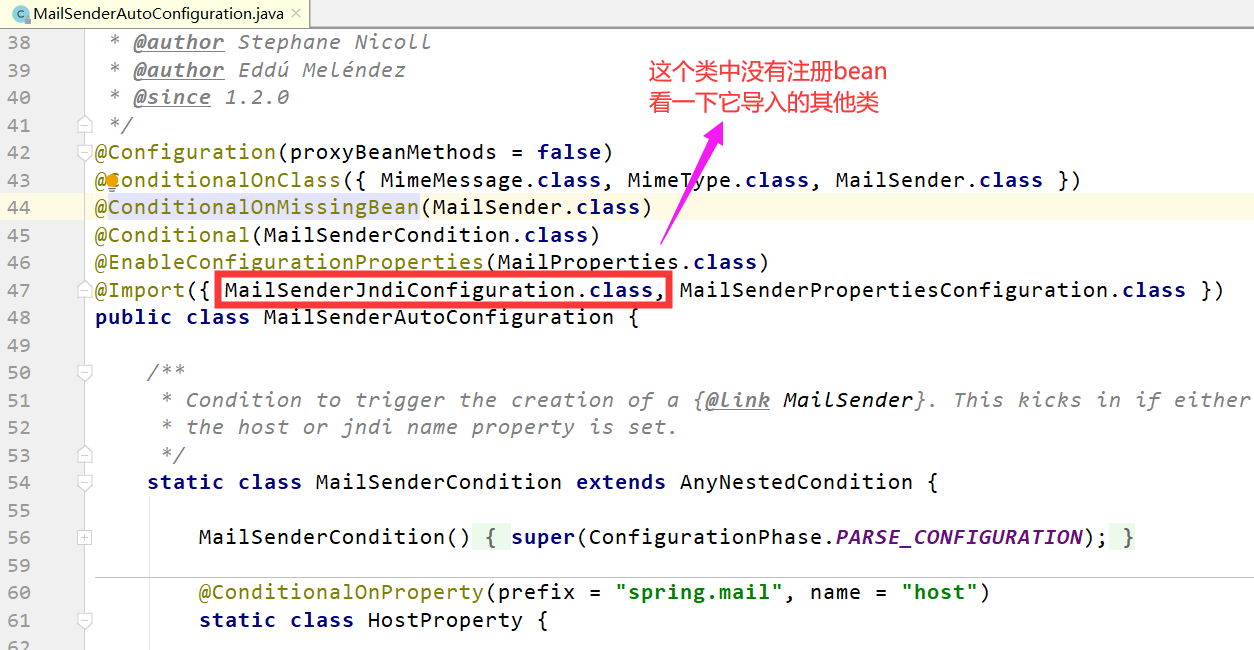 MailSenderAutoConfiguration.java
38 * @author Stephane Nicoll
39 * @author Eddú Meléndez
40 * @since 1.2.0
41 */
这个类中没有注册bean
看一下它导入的其他类
42 @Configuration(proxyBeanMethods = false)
43 @ConditionalOnClass({ MimeMessage.class, MimeType.class, MailSender.class })
44 @ConditionalOnMissingBean(MailSender.class)
45 @Conditional(MailSenderCondition.class)
46 @EnableConfigurationProperties(MailProperties.class)
47 @Import({ MailSenderJndiConfiguration.class, MailSenderPropertiesConfiguration.class })
48 public class MailSenderAutoConfiguration {
49
50 /**
51 * Condition to trigger the creation of a {@link MailSender}. This kicks in if either
52 * the host or jndi name property is set.
53 */
54 static class MailSenderCondition extends AnyNestedCondition {
55
56 MailSenderCondition() { super(ConfigurationPhase.PARSE_CONFIGURATION); }
59
60 @ConditionalOnProperty(prefix = "spring.mail", name = "host")
61 static class HostProperty {
62